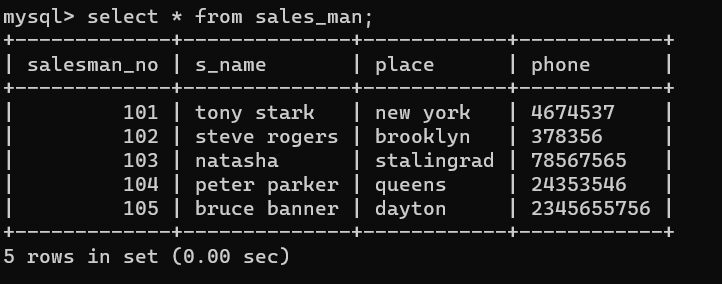 mysql> select * from sales_man;
+-------------+--------------+------------+------------+
| salesman_no | s_name       | place      | phone      |
+-------------+--------------+------------+------------+
|         101 | tony stark   | new york   | 4674537    |
|         102 | steve rogers | brooklyn   | 378356     |
|         103 | natasha      | stalingrad | 78567565   |
|         104 | peter parker | queens     | 24353546   |
|         105 | bruce banner | dayton     | 2345655756 |
+-------------+--------------+------------+------------+
5 rows in set (0.00 sec)